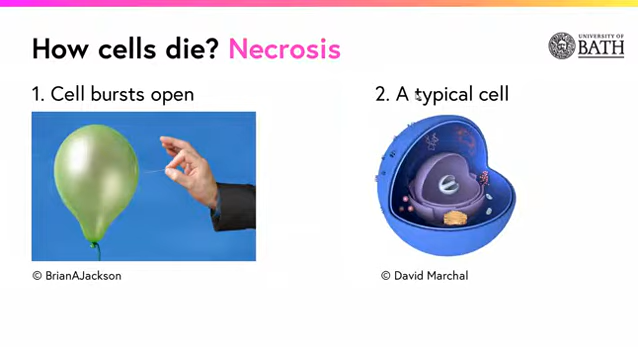 How cells die? Necrosis
UNIVERSITY OF
BATH
1. Cell bursts open
2. A typical cell
© BrianAJackson
© David Marchal